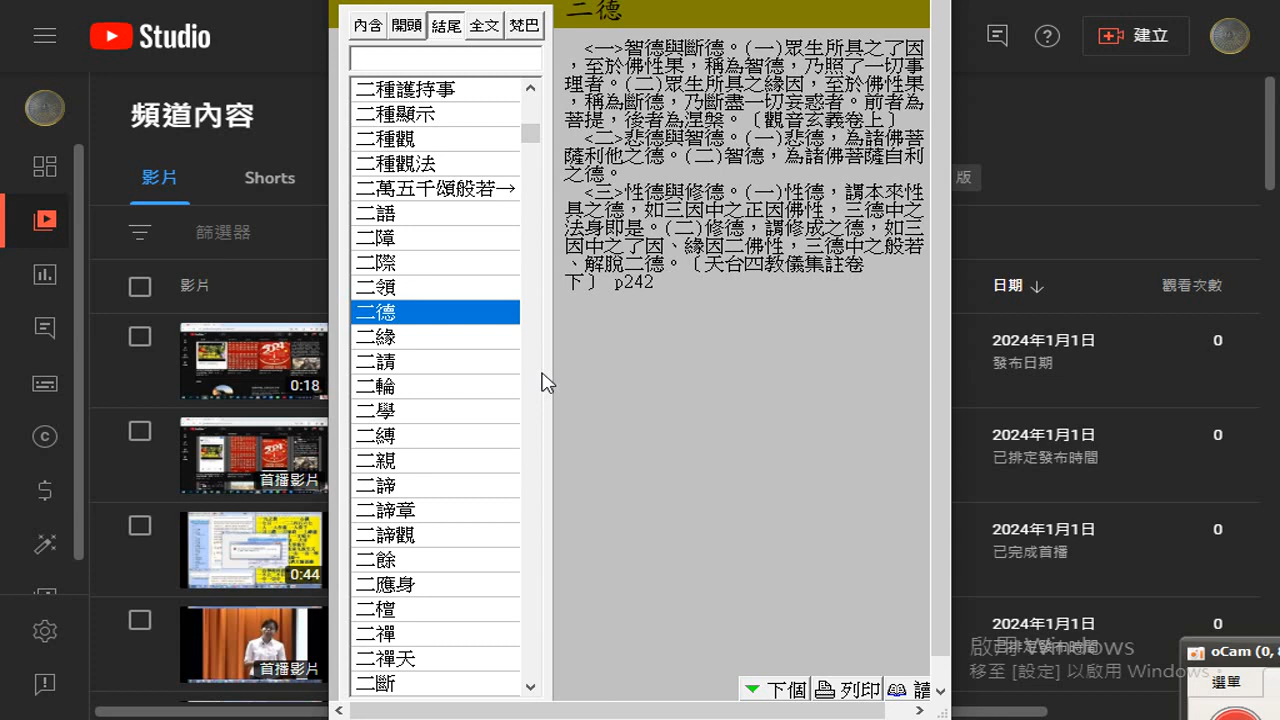 Studio
建立
頻道內容
影片
Shorts
版
篩選器
影片
日期 ↓
觀看次數
0:18
2024年1月1日
發布日期
0
首播影片
2024年1月1日
已排定發布時間
0
0:44
2024年1月1日
已完成首播
0
首播影片
2024年1月1日
0
內含
開頭
結尾
全文
梵巴
二種護持事
二種顯示
二種觀
二種觀法
二萬五千頌般若→
二語
二障
二際
二領
二德
二緣
二請
二輪
二學
二縛
二親
二諦
二諦章
二諦觀
二餘
二應身
二檀
二禪
二禪天
二斷
二德
<一>智德與斷德。(一)眾生所具之了因
，至於佛性果，稱為智德，乃照了一切事
理者。(二)眾生所具之緣因，至於佛性果
，稱為斷德，乃斷盡一切妄惑者。前者為
菩提，後者為涅槃。〔觀音玄義卷上〕
<二>悲德與智德。(一)悲德，為諸佛菩
薩利他之德。(二)智德，為諸佛菩薩自利
之德。
<三>性德與修德。(一)性德，謂本來性
具之德，如三因中之正因佛性，三德中之
法身即是。(二)修德，謂修成之德，如三
因中之了因、緣因二佛性，三德中之般若
、解脫二德。〔天台四教儀集註卷
下〕 p242
下個
列印
讀
啟用 Windows
移至 [設定] 以啟用 Windows
oCam (0,
選單